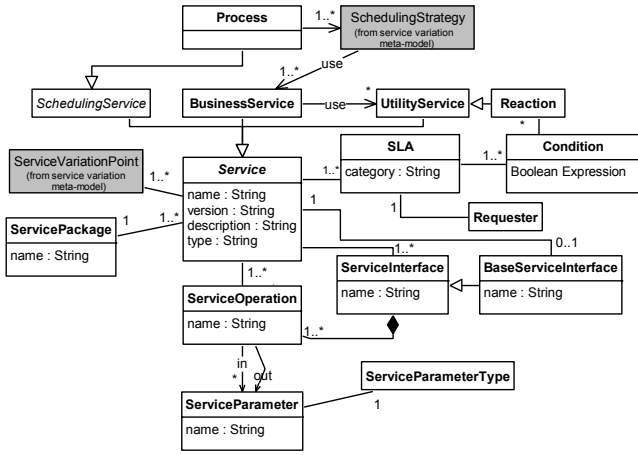 Process
1..*
SchedulingStrategy
(from service variation
meta-model)
use
1..*
SchedulingService
BusinessService
use
*
UtilityService
Reaction
*
ServiceVariationPoint
(from service variation
meta-model)
1..*
Service
name : String
version : String
description : String
type : String
1..*
SLA
category : String
1..*
Condition
Boolean Expression
1
Requester
ServicePackage
name : String
1
1..*
1
0..1
1..*
ServiceInterface
name : String
BaseServiceInterface
name : String
1..*
ServiceOperation
name : String
1..*
in
out
*
ServiceParameter
name : String
1
ServiceParameterType